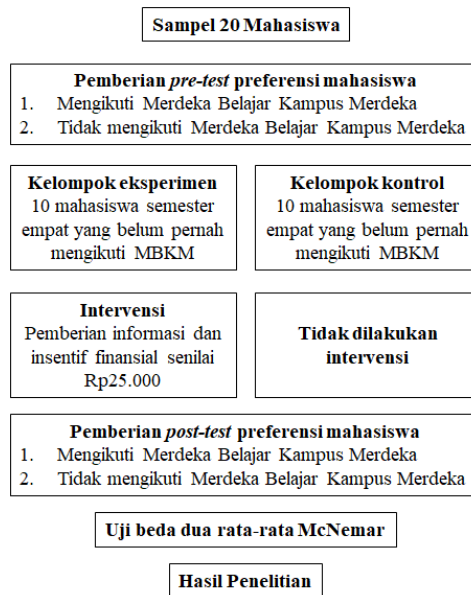 Sampel 20 Mahasiswa
Pemberian pre-test preferensi mahasiswa
1. Mengikuti Merdeka Belajar Kampus Merdeka
2. Tidak mengikuti Merdeka Belajar Kampus Merdeka
Kelompok eksperimen
10 mahasiswa semester
empat yang belum pernah
mengikuti MBKM
Kelompok kontrol
10 mahasiswa semester
empat yang belum pernah
mengikuti MBKM
Intervensi
Pemberian informasi dan
insentif finansial senilai
Rp25.000
Tidak dilakukan
intervensi
Pemberian post-test preferensi mahasiswa
1. Mengikuti Merdeka Belajar Kampus Merdeka
2. Tidak mengikuti Merdeka Belajar Kampus Merdeka
Uji beda dua rata-rata McNemar
Hasil Penelitian